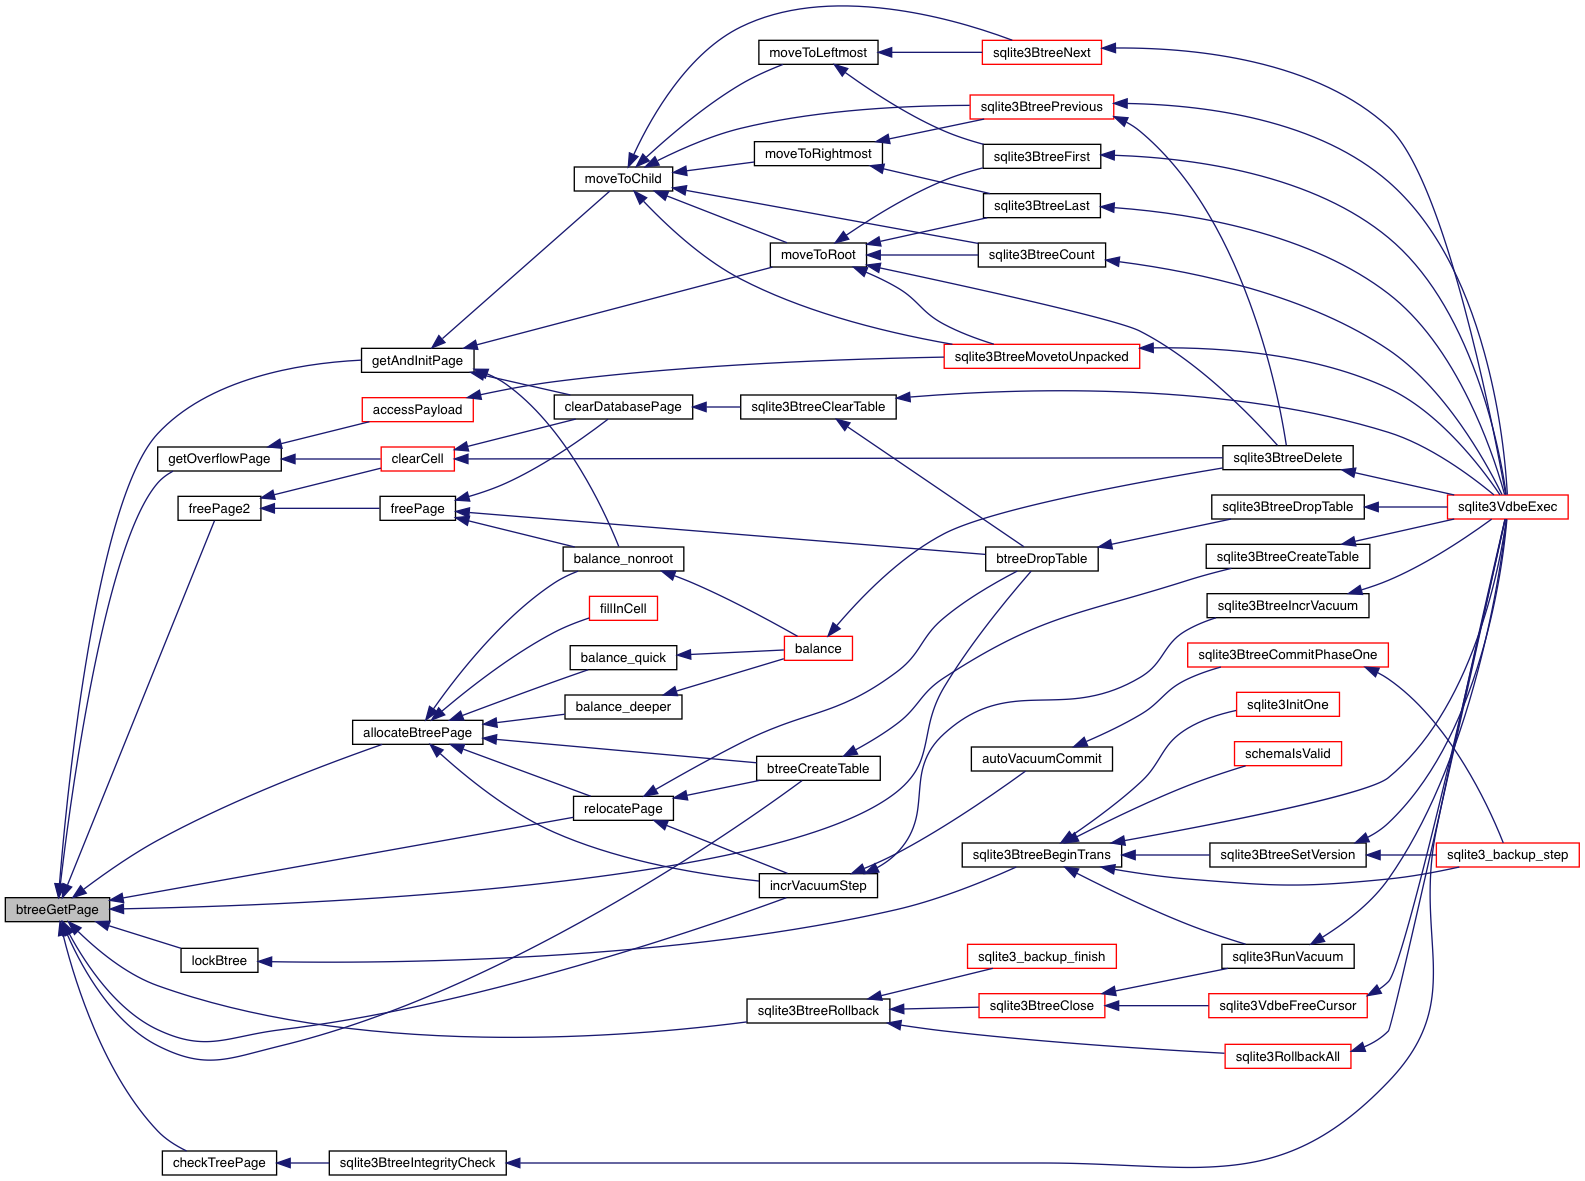 moveToLeftmost
sqlite3BtreeNext
sqlite3BtreePrevious
moveToRightmost
sqlite3BtreeFirst
moveToChild
sqlite3BtreeLast
moveToRoot
sqlite3BtreeCount
getAndInitPage
sqlite3BtreeMovetoUnpacked
accessPayload
clearDatabasePage
sqlite3BtreeClearTable
getOverflowPage
clearCell
sqlite3BtreeDelete
freePage2
freePage
sqlite3BtreeDropTable
sqlite3VdbeExec
balance_nonroot
btreeDropTable
sqlite3BtreeCreateTable
fillInCell
sqlite3BtreeIncrVacuum
balance_quick
balance
sqlite3BtreeCommitPhaseOne
balance_deeper
sqlite3InitOne
allocateBtreePage
autoVacuumCommit
schemaIsValid
btreeCreateTable
relocatePage
sqlite3BtreeBeginTrans
sqlite3BtreeSetVersion
sqlite3_backup_step
incrVacuumStep
btreeGetPage
lockBtree
sqlite3_backup_finish
sqlite3RunVacuum
sqlite3BtreeRollback
sqlite3BtreeClose
sqlite3VdbeFreeCursor
sqlite3RollbackAll
checkTreePage
sqlite3BtreeIntegrityCheck